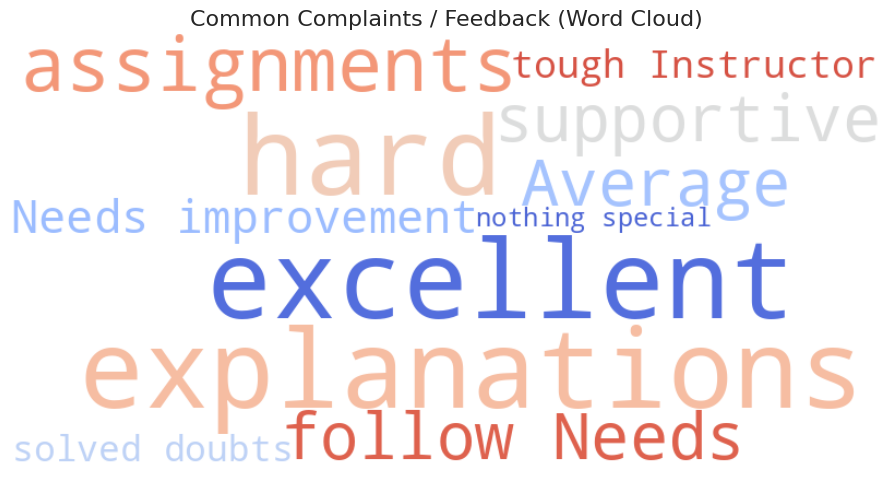 Common Complaints / Feedback (Word Cloud)
assignments
tough Instructor
supportive
hard
Average
Needs improvement
nothing special
excellent
explanations
follow Needs
solved doubts